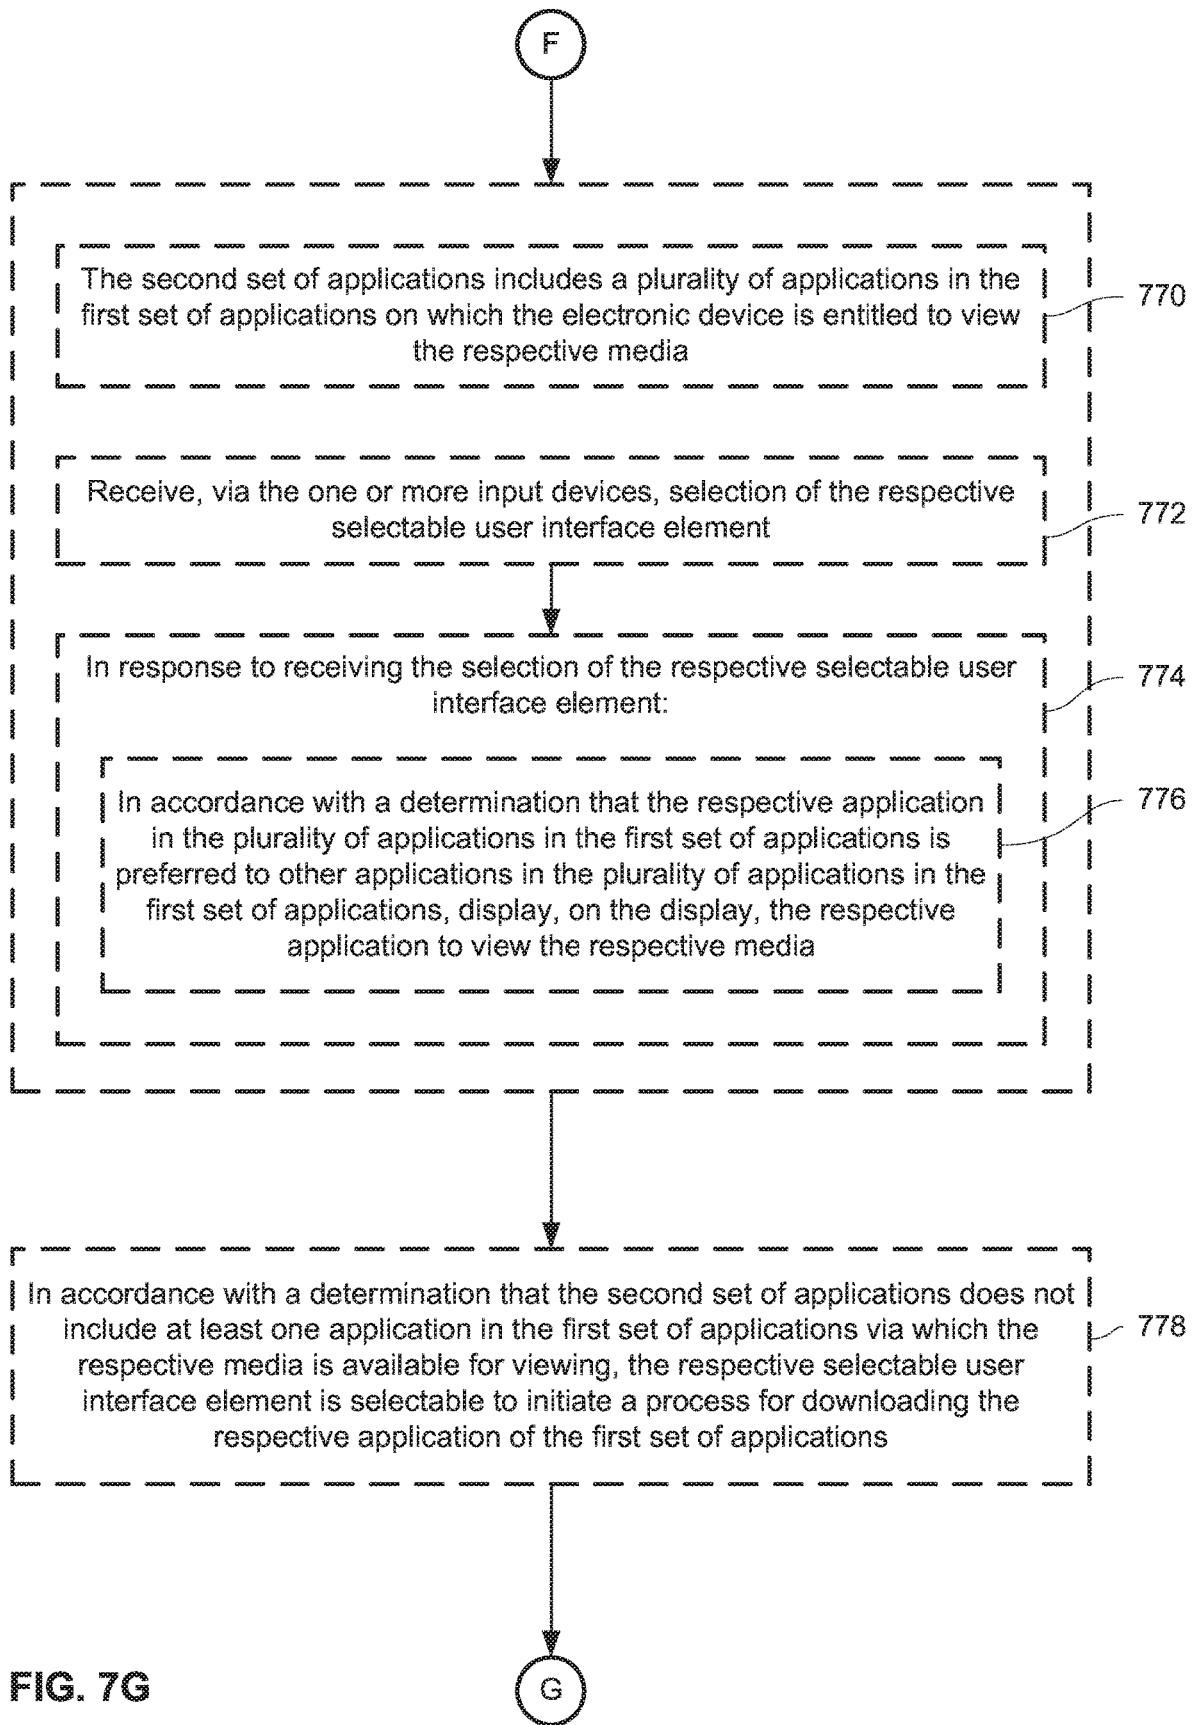 F
The second set of applications includes a plurality of applications in the
first set of applications on which the electronic device is entitled to view
the respective media
770
Receive, via the one or more input devices, selection of the respective
selectable user interface element
772
In response to receiving the selection of the respective selectable user
interface element:
774
In accordance with a determination that the respective application
in the plurality of applications in the first set of applications is
preferred to other applications in the plurality of applications in the
first set of applications, display, on the display, the respective
application to view the respective media
776
In accordance with a determination that the second set of applications does not
include at least one application in the first set of applications via which the
respective media is available for viewing, the respective selectable user
interface element is selectable to initiate a process for downloading the
respective application of the first set of applications
778
FIG. 7G
G